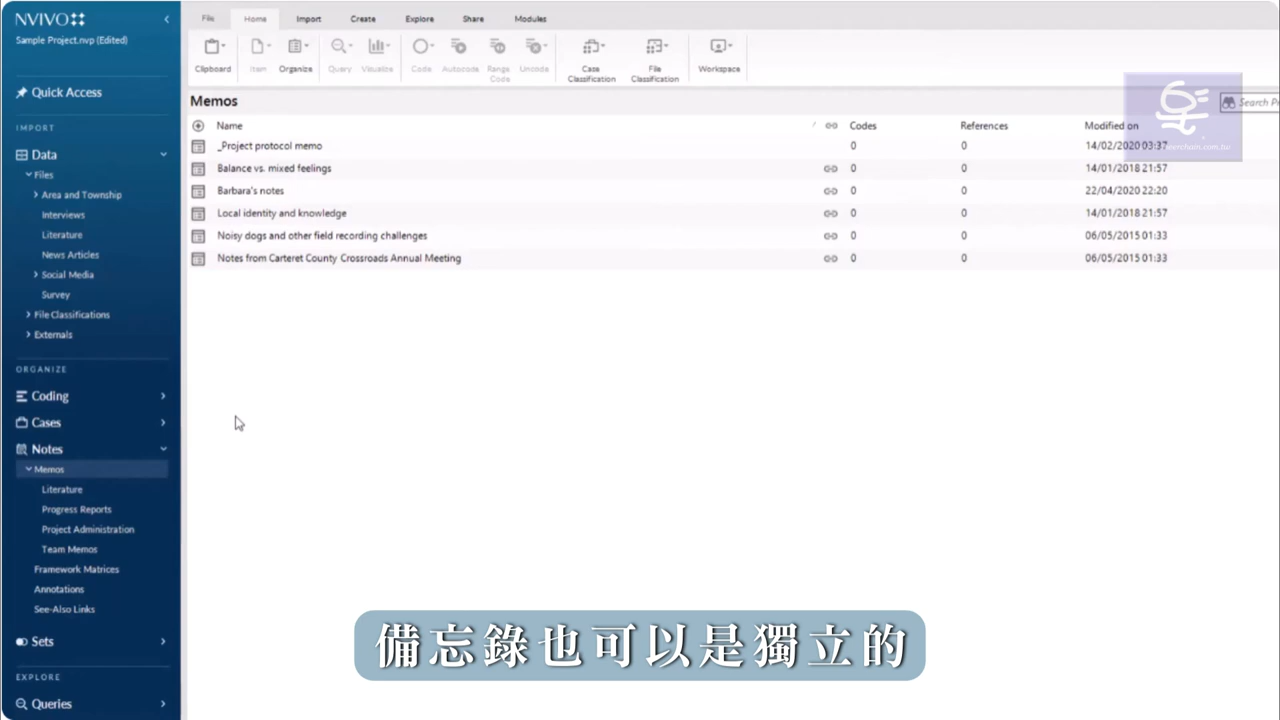 NVIVO
Sample Project.nvp (Edited)
Quick Access
IMPORT
Data
Files
Area and Township
Interviews
Literature
News Articles
Social Media
Survey
File Classifications
Externals
ORGANIZE
Coding
Cases
Notes
Memos
Literature
Progress Reports
Project Administration
Team Memos
Framework Matrices
Annotations
See-Also Links
Sets
EXPLORE
Queries
File Home Import Create Explore Share Modules
Clipboard Item Organize Query Visualize Code Autocode Range Code Uncode Case Classification File Classification Workspace
Memos
Search
Name Codes References Modified on
_Project protocol memo 0 0 14/02/2020 03:37
Balance vs. mixed feelings 0 0 14/01/2018 21:57
Barbara's notes 0 0 22/04/2020 22:20
Local identity and knowledge 0 0 14/01/2018 21:57
Noisy dogs and other field recording challenges 0 0 06/05/2015 01:33
Notes from Carteret County Crossroads Annual Meeting 0 0 06/05/2015 01:33
備忘錄也可以是獨立的